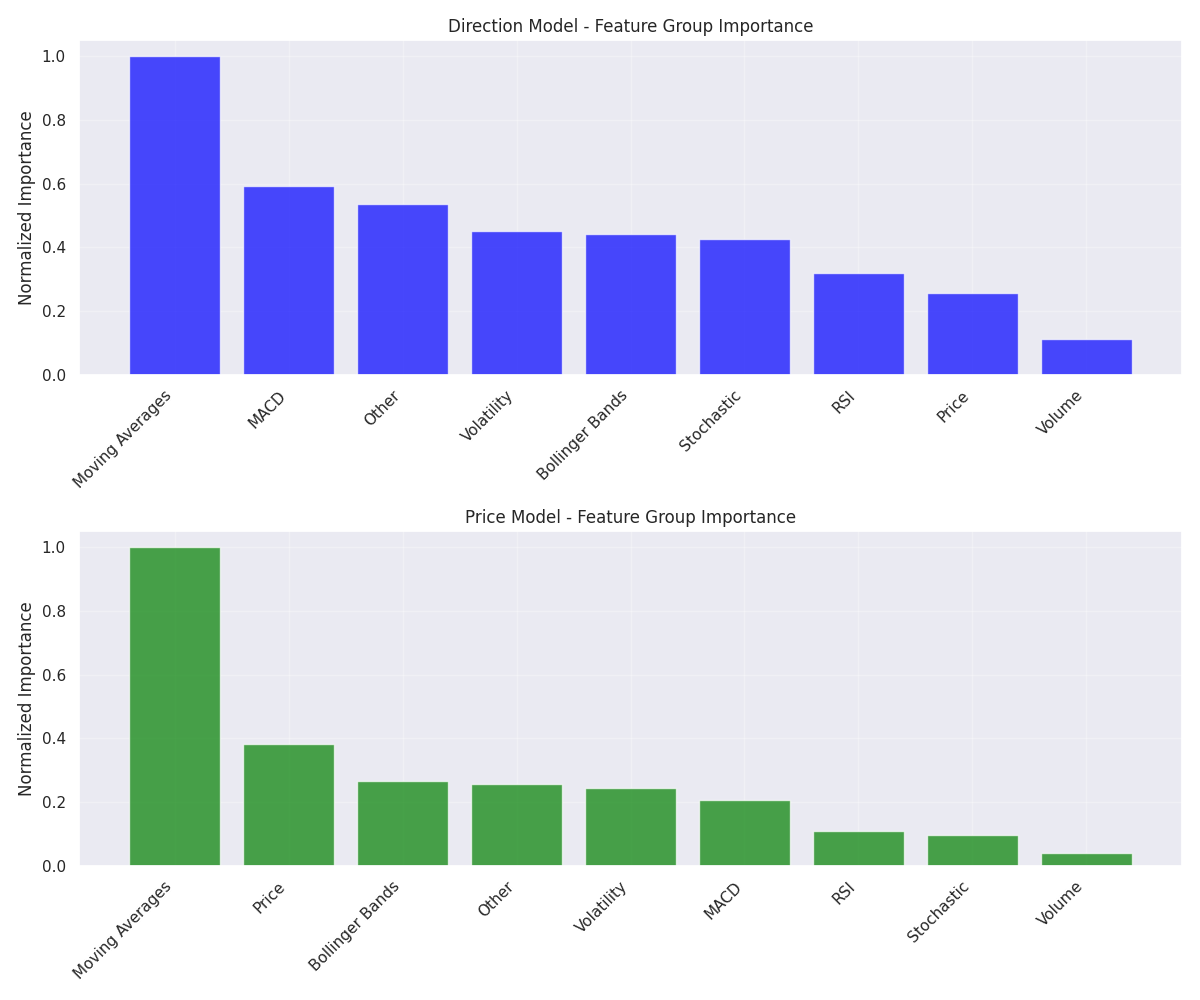 Direction Model - Feature Group Importance
Normalized Importance
1.0
0.8
0.6
0.4
0.2
0.0
Moving Averages
MACD
Other
Volatility
Bollinger Bands
Stochastic
RSI
Price
Volume
Price Model - Feature Group Importance
Normalized Importance
1.0
0.8
0.6
0.4
0.2
0.0
Moving Averages
Price
Bollinger Bands
Other
Volatility
MACD
RSI
Stochastic
Volume